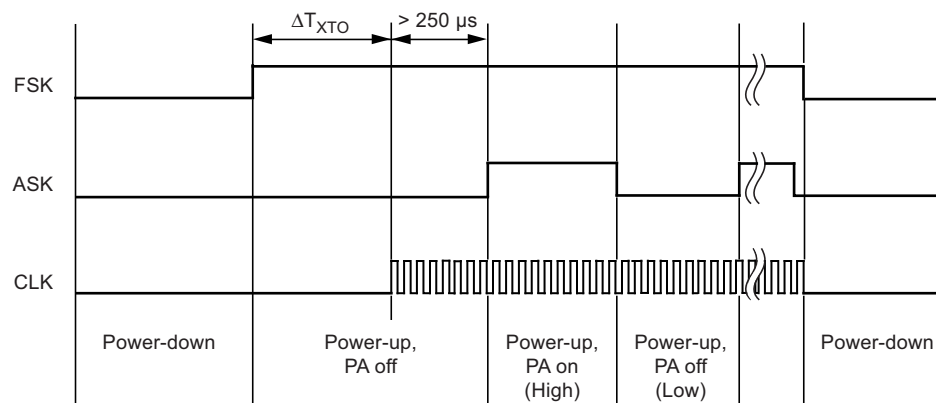 ΔTXTO
> 250 µs
FSK
ASK
CLK
Power-down
Power-up,
PA off
Power-up,
PA on
(High)
Power-up,
PA off
(Low)
Power-down